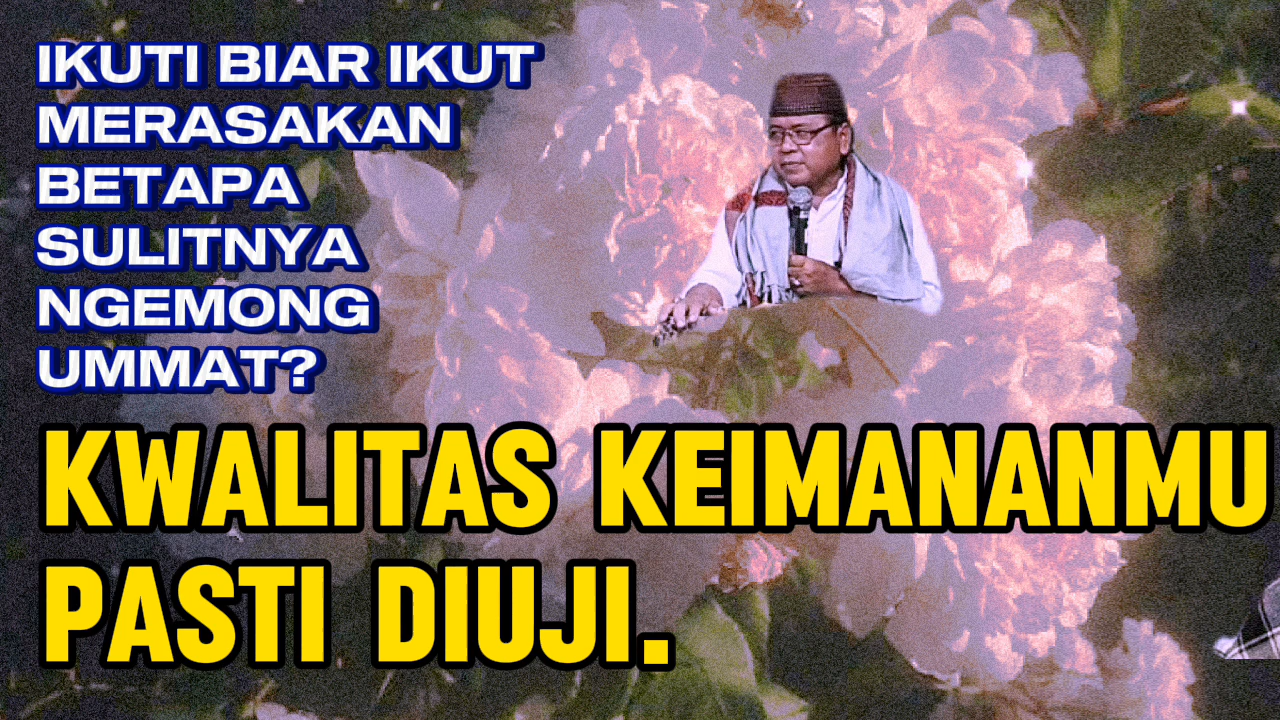 IKUTI BIAR IKUT
MERASAKAN
BETAPA
SULITNYA
NGEMONG
UMMAT?
KWALITAS KEIMANANMU
PASTI DIUJI.